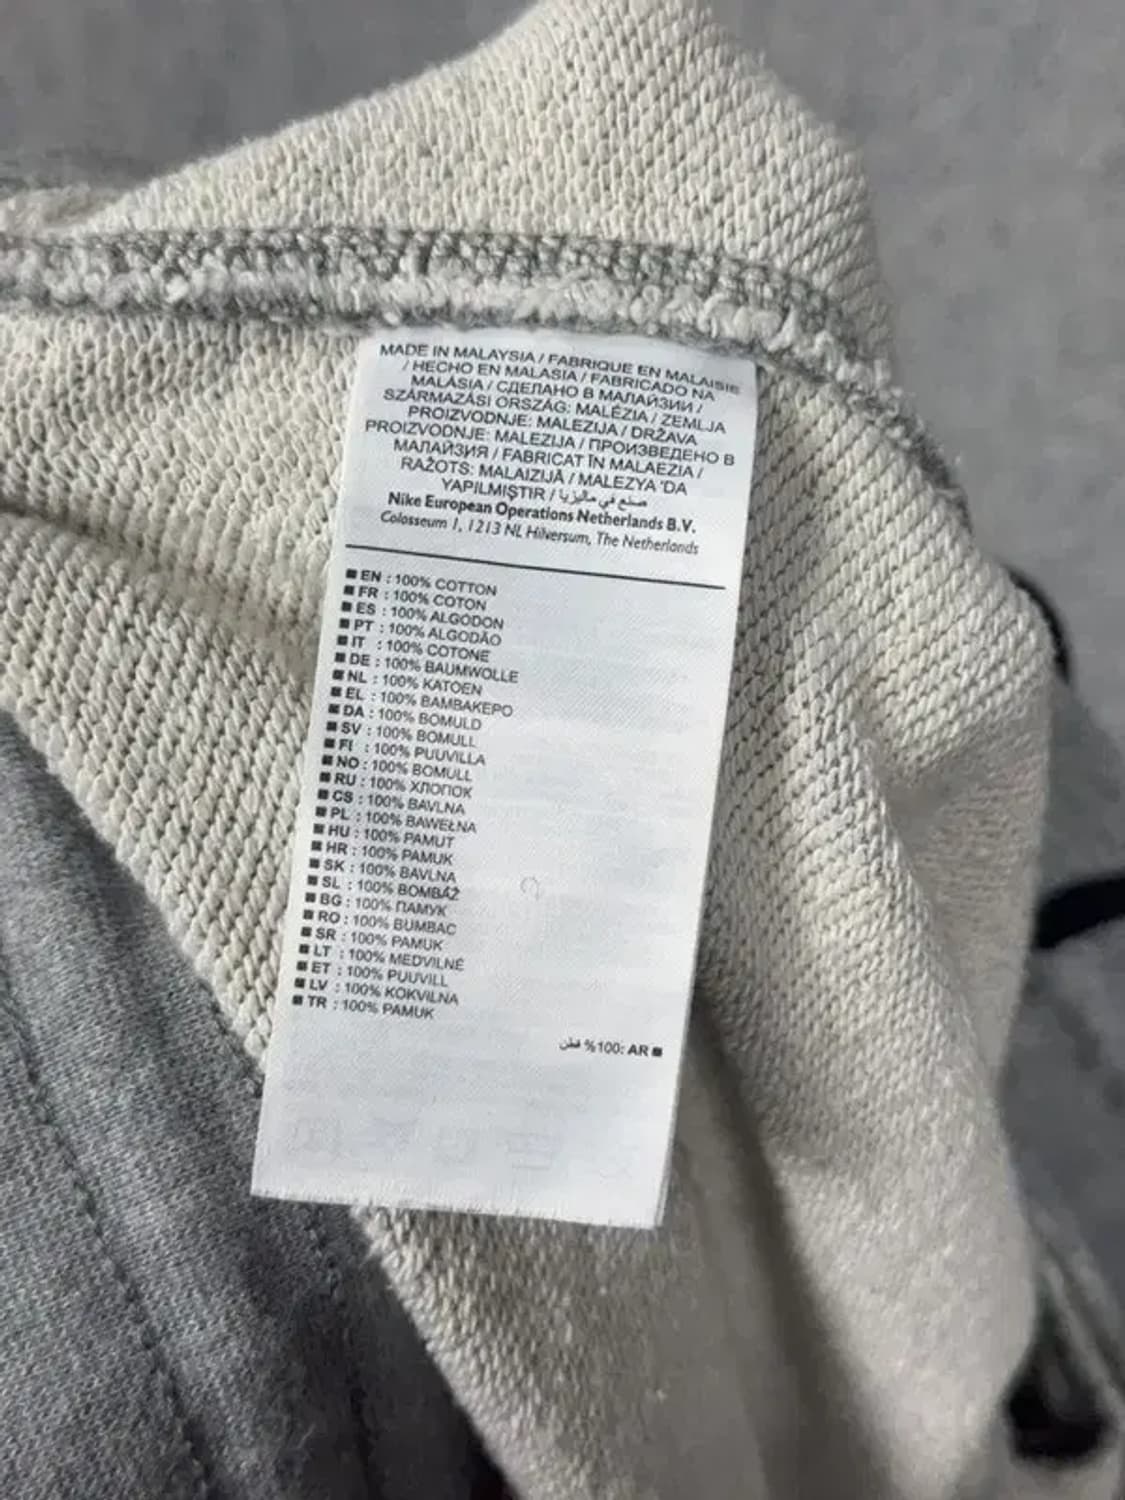 MADE IN MALAYSIA / FABRIQUE EN MALAISIE
/ HECHO EN MALASIA / FABRICADO NA
MALÁSIA / СДЕЛАНО В МАЛАЙЗИИ /
SZÁRMAZÁSI ORSZÁG: MALÉZIA / ZEMLJA
PROIZVODNJE: MALEZIJA / DRŽAVA
PROIZVODNJE: MALEZIJA / ПРОИЗВЕДЕНО В
МАЛАЙЗИЯ / FABRICAT ÎN MALAEZIA /
RAŽOTS: MALAIZIJĀ / MALEZYA 'DA
YAPILMIŞTIR / صنع في ماليزيا
Nike European Operations Netherlands B.V.
Colosseum 1, 1213 NL Hilversum, The Netherlands
EN : 100% COTTON
FR : 100% COTON
ES : 100% ALGODON
PT : 100% ALGODÃO
IT : 100% COTONE
DE : 100% BAUMWOLLE
NL : 100% KATOEN
EL : 100% ΒΑΜΒΑΚΕΡΟ
DA : 100% BOMULD
SV : 100% BOMULL
FI : 100% PUUVILLA
NO : 100% BOMULL
RU : 100% ХЛОПОК
CS : 100% BAVLNA
PL : 100% BAWEŁNA
HU : 100% PAMUT
HR : 100% PAMUK
SK : 100% BAVLNA
SL : 100% BOMBAŽ
BG : 100% ПАМУК
RO : 100% BUMBAC
SR : 100% PAMUK
LT : 100% MEDVILNĖ
ET : 100% PUUVILL
LV : 100% KOKVILNA
TR : 100% PAMUK
قطن %100: AR